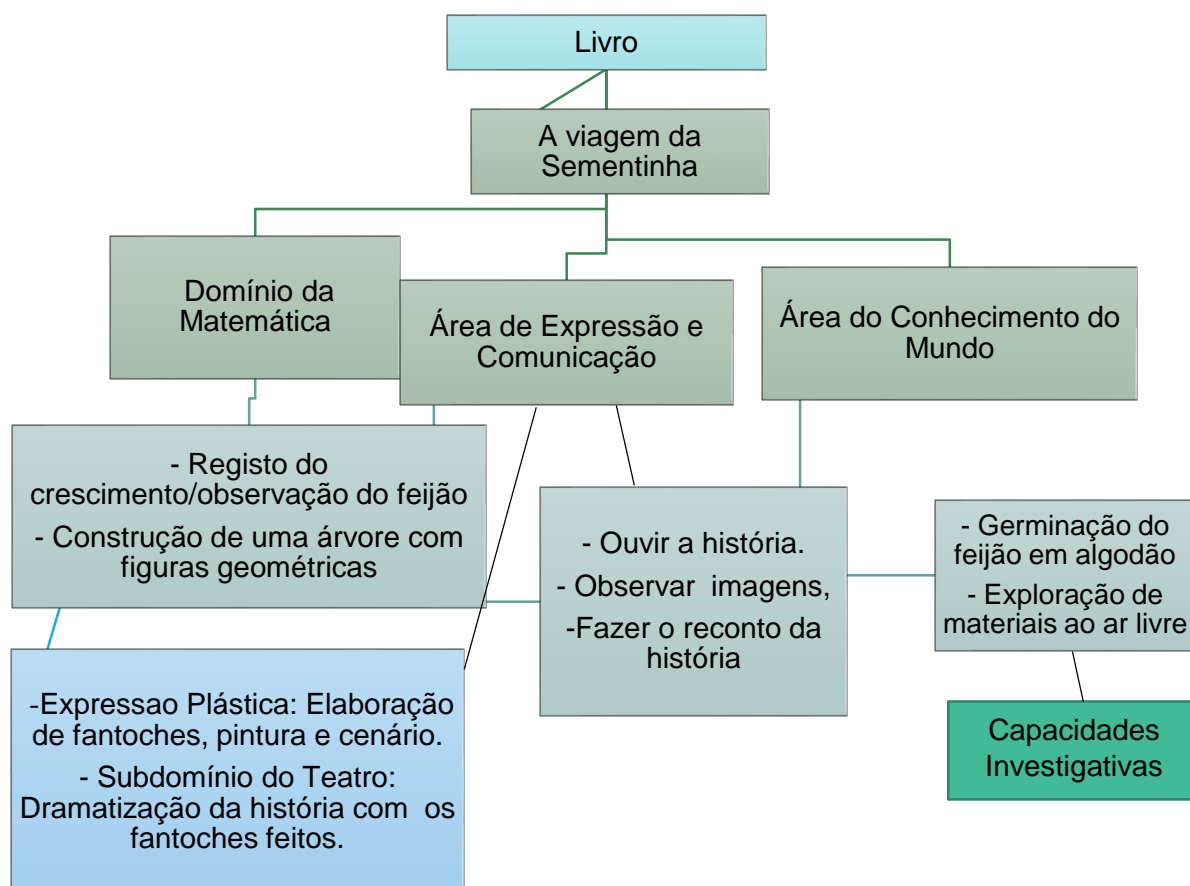 Livro
A viagem da
Sementinha
Domínio da
Matemática
Área de Expressão e
Comunicação
Área do Conhecimento do
Mundo
- Registo do
crescimento/observação do feijão
- Construção de uma árvore com
figuras geométricas
- Ouvir a história.
- Observar  imagens,
-Fazer o reconto da
história
- Germinação do
feijão em algodão
- Exploração de
materiais ao ar livre
-Expressao Plástica: Elaboração
de fantoches, pintura e cenário.
- Subdomínio do Teatro:
Dramatização da história com  os
fantoches feitos.
Capacidades
Investigativas